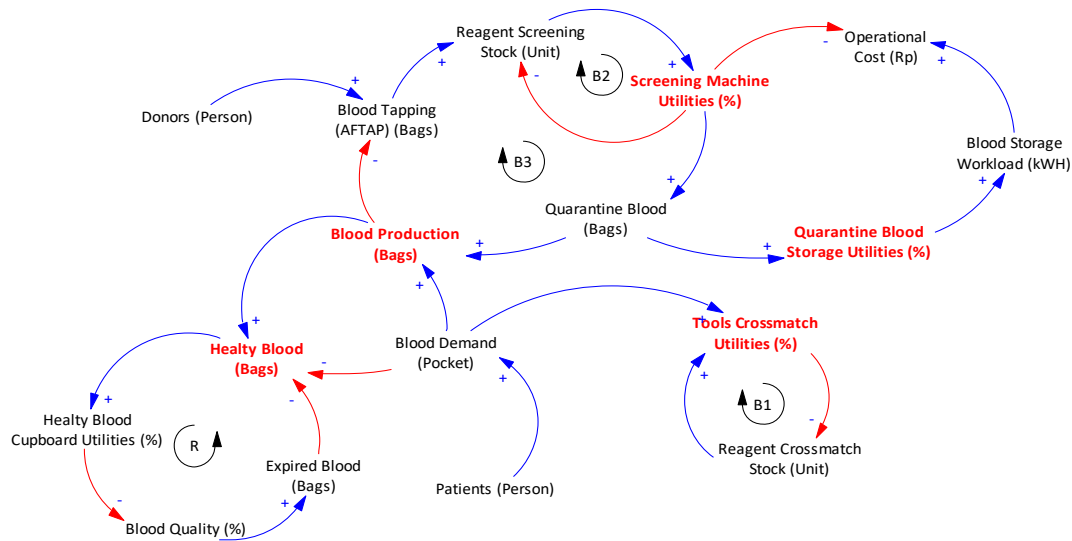 Reagent Screening
Stock (Unit)
Operational
Cost (Rp)
B2
Screening Machine
Utilities (%)
Donors (Person)
Blood Tapping
(AFTAP) (Bags)
B3
Blood Storage
Workload (kWH)
Quarantine Blood
(Bags)
Blood Production
(Bags)
Quarantine Blood
Storage Utilities (%)
Healty Blood
(Bags)
Blood Demand
(Pocket)
Tools Crossmatch
Utilities (%)
B1
Healty Blood
Cupboard Utilities (%)
R
Expired Blood
(Bags)
Patients (Person)
Reagent Crossmatch
Stock (Unit)
Blood Quality (%)
+
+
+
-
-
+
-
+
+
+
+
-
+
+
+
-
-
+
-
+
+
+
-
+